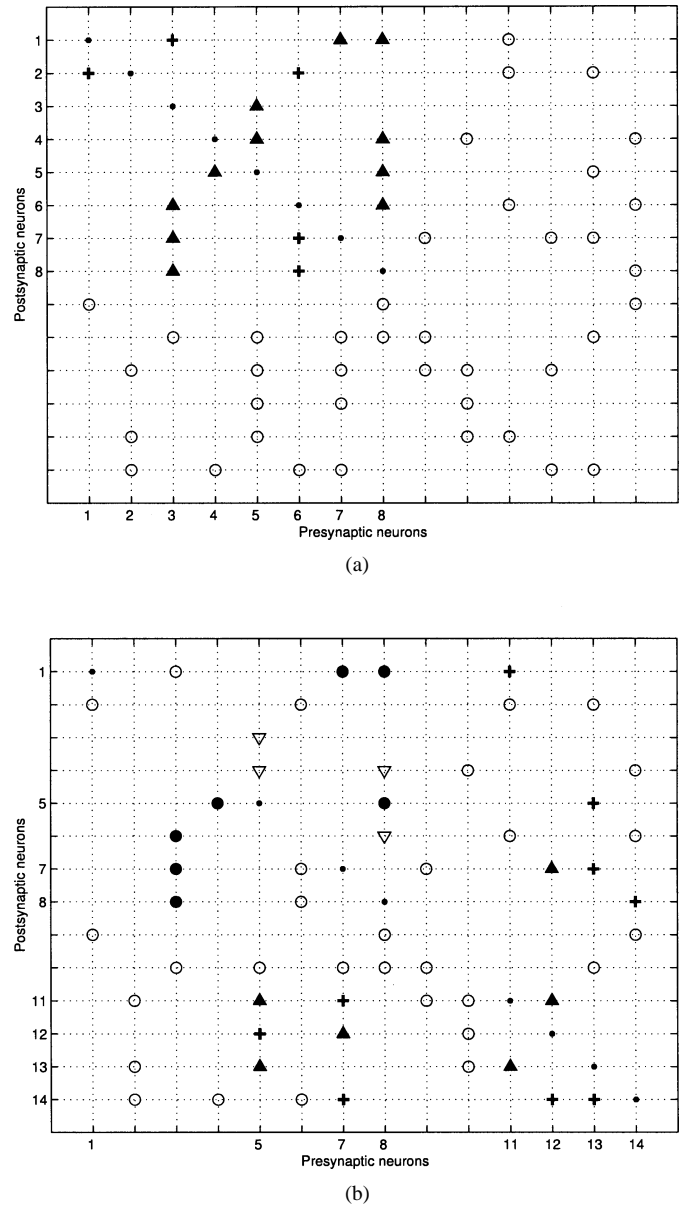 1
2
3
4
5
6
7
8
Postsynaptic neurons
1 2 3 4 5 6 7 8
Presynaptic neurons
(a)
1
5
7
8
11
12
13
14
Postsynaptic neurons
1 5 7 8 11 12 13 14
Presynaptic neurons
(b)